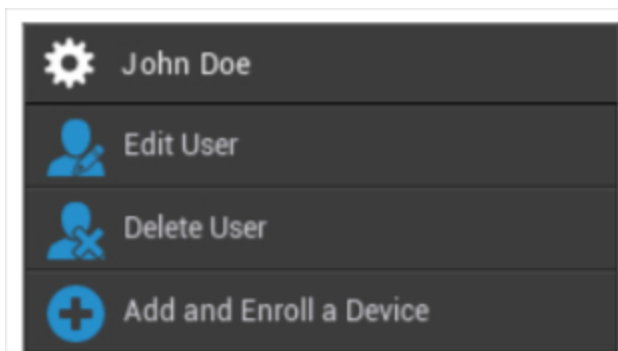 John Doe
Edit User
Delete User
Add and Enroll a Device